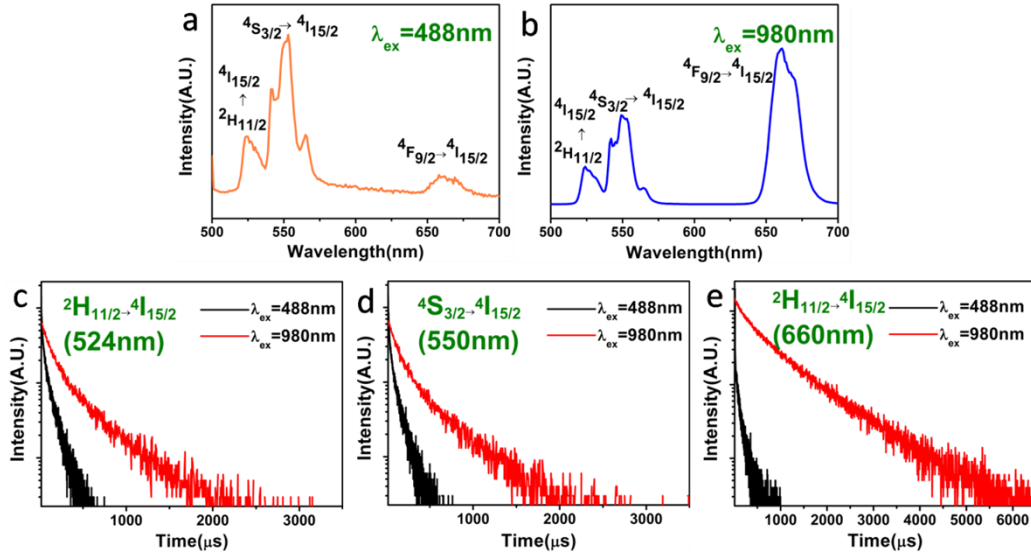 a
λex=488nm
⁴S3/2→ ⁴I15/2
⁴I15/2
↑
²H11/2
⁴F9/2→⁴I15/2
Intensity(A.U.)
500 550 600 650 700
Wavelength(nm)
b
λex=980nm
⁴F9/2→⁴I15/2
⁴I15/2
↑
²H11/2
⁴S3/2→ ⁴I15/2
Intensity(A.U.)
500 550 600 650 700
Wavelength(nm)
c
²H11/2→⁴I15/2
(524nm)
λex=488nm
λex=980nm
Intensity(A.U.)
1000 2000 3000
Time(μs)
d
⁴S3/2→⁴I15/2
(550nm)
λex=488nm
λex=980nm
Intensity(A.U.)
1000 2000 3000
Time(μs)
e
²H11/2→⁴I15/2
(660nm)
λex=488nm
λex=980nm
Intensity(A.U.)
1000 2000 3000 4000 5000 6000
Time(μs)